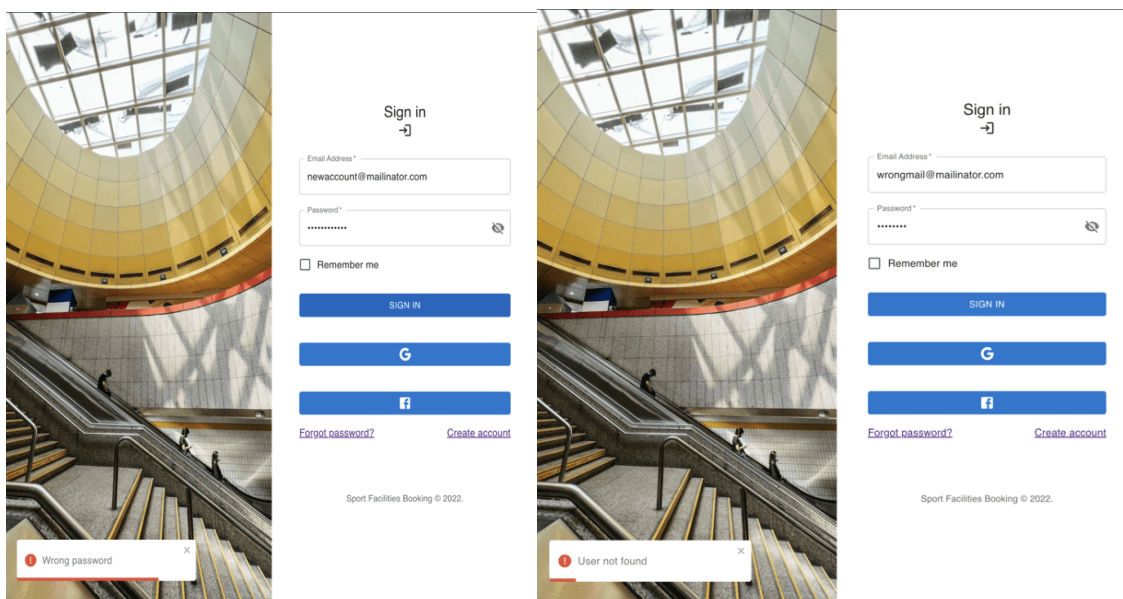 Sign in
Email Address *
newaccount@mailinator.com
Password *
••••••••••••
Remember me
SIGN IN
G
Forgot password?
Create account
Sport Facilities Booking © 2022.
Wrong password
Sign in
Email Address *
wrongmail@mailinator.com
Password *
••••••••
Remember me
SIGN IN
G
Forgot password?
Create account
Sport Facilities Booking © 2022.
User not found